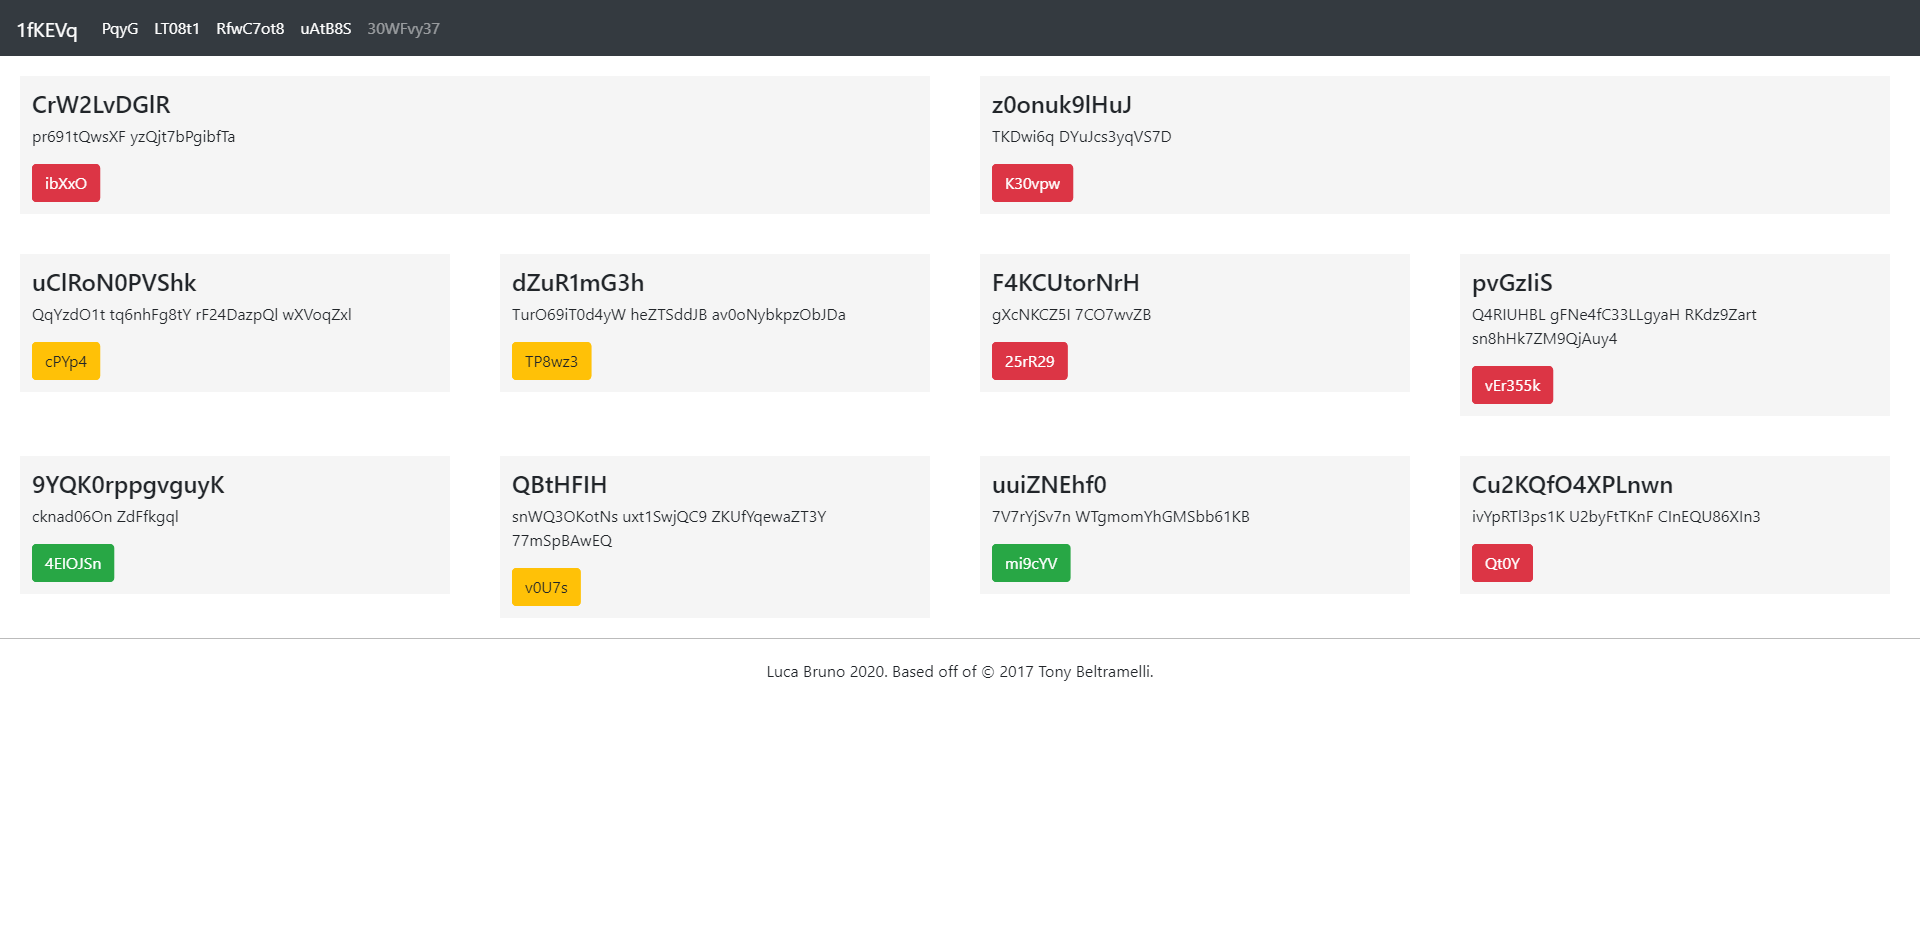 1fKEVq PqyG LT08t1 RfwC7ot8 uAtB8S 30WFvy37
CrW2LvDGlR
pr691tQwsXF yzQjt7bPgibfTa
ibXxO
z0onuk9lHuJ
TKDwi6q DYuJcs3yqVS7D
K30vpw
uClRoN0PVShk
QqYzdO1t tq6nhFg8tY rF24DazpQl wXVoqZxl
cPYp4
dZuR1mG3h
TurO69iT0d4yW heZTSddJB av0oNybkpzObJDa
TP8wz3
F4KCUtorNrH
gXcNKCZ5I 7CO7wvZB
25rR29
pvGzIiS
Q4RIUHBL gFNe4fC33LLgyaH RKdz9Zart
sn8hHk7ZM9QjAuy4
vEr355k
9YQK0rppgvguyK
cknad06On ZdFfkgql
4EIOJSn
QBtHFIH
snWQ3OKotNs uxt1SwjQC9 ZKUfYqewaZT3Y
77mSpBAwEQ
v0U7s
uuiZNEhf0
7V7rYjSv7n WTgmomYhGMSbb61KB
mi9cYV
Cu2KQfO4XPLnwn
ivYpRTl3ps1K U2byFtTKnF CInEQU86XIn3
Qt0Y
Luca Bruno 2020. Based off of © 2017 Tony Beltramelli.